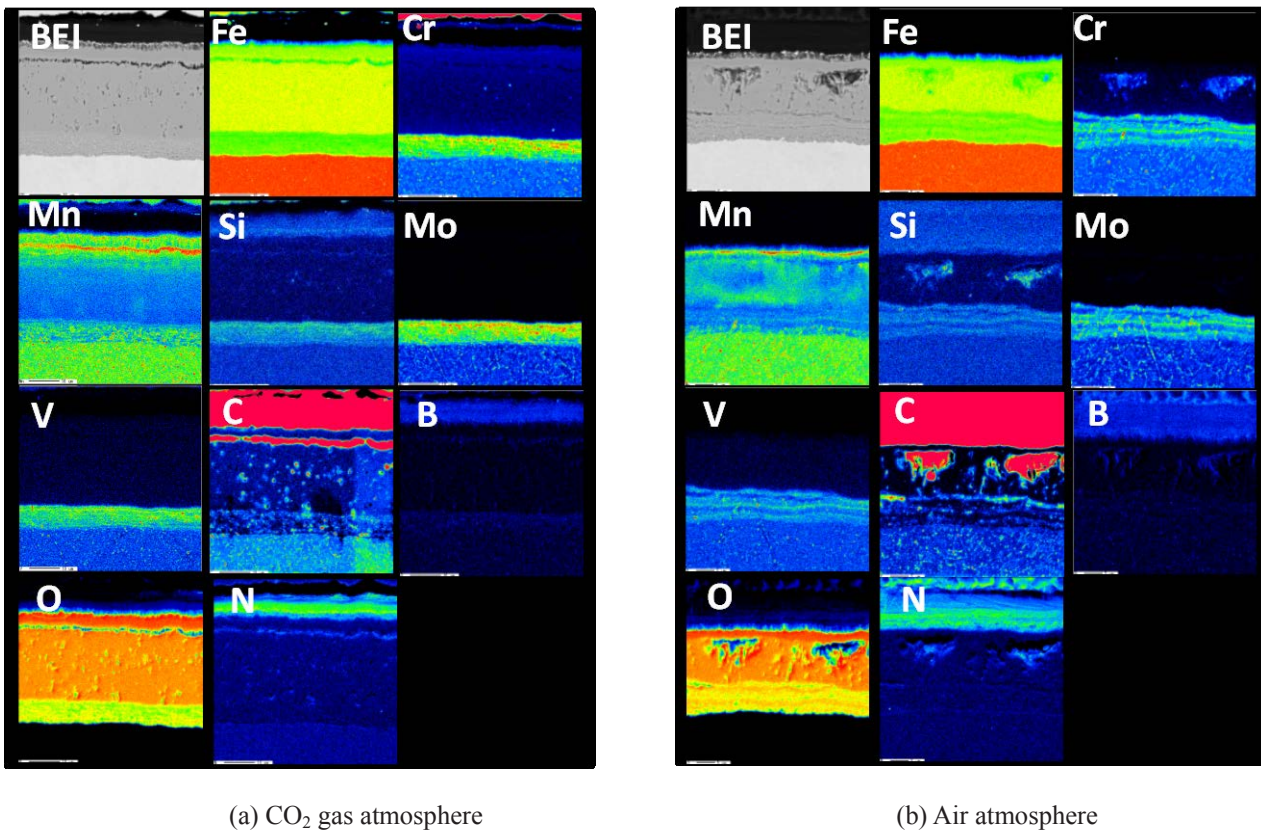 BEI Fe Cr
Mn Si Mo
V C B
O N
BEI Fe Cr
Mn Si Mo
V C B
O N
(a) CO₂ gas atmosphere
(b) Air atmosphere